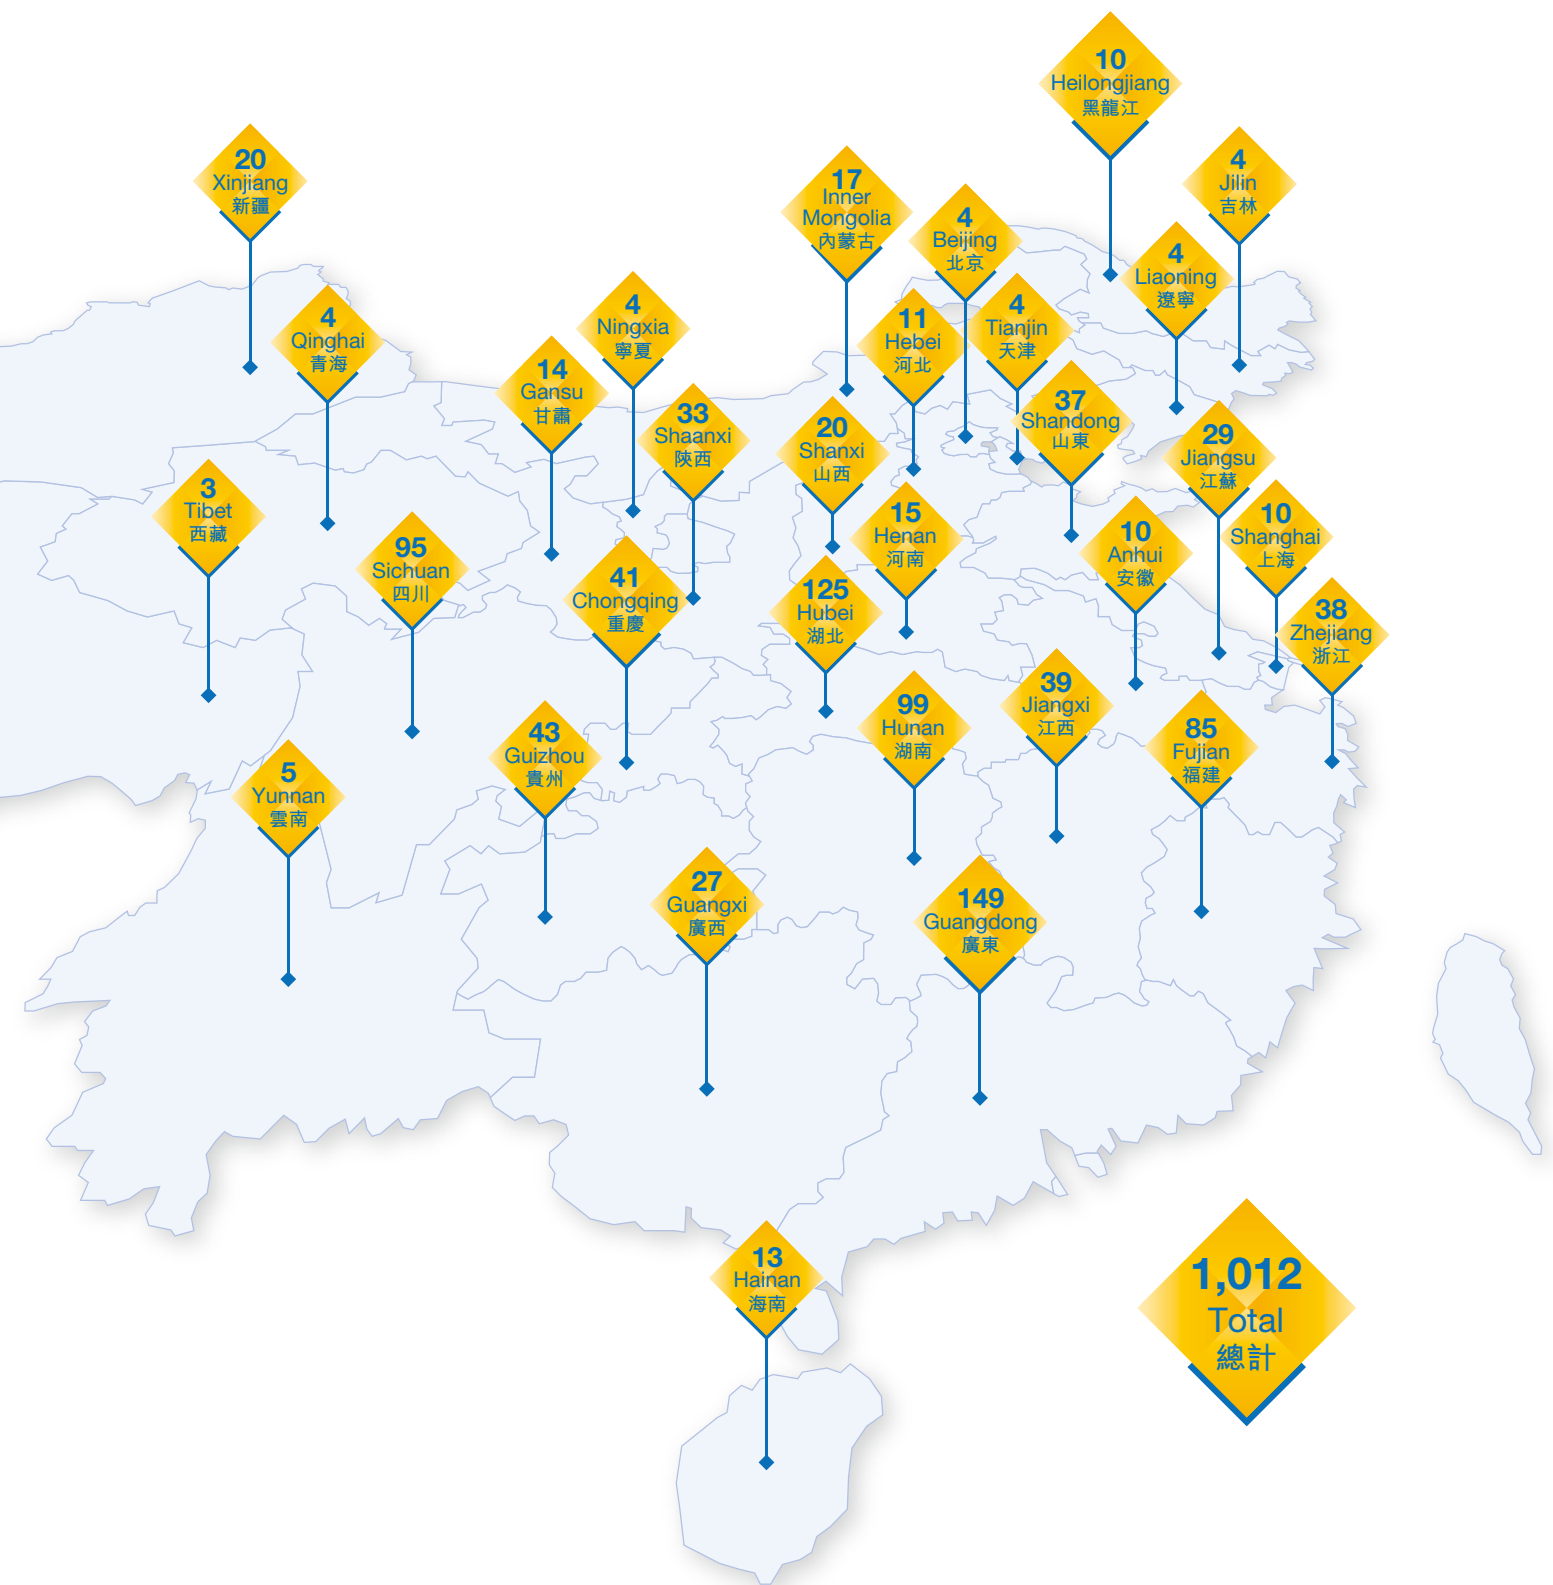 10
Heilongjiang
黑龍江
20
Xinjiang
新疆
4
Jilin
吉林
17
Inner
Mongolia
內蒙古
4
Beijing
北京
4
Liaoning
遼寧
4
Qinghai
青海
4
Ningxia
寧夏
11
Hebei
河北
4
Tianjin
天津
14
Gansu
甘肅
33
Shaanxi
陝西
20
Shanxi
山西
37
Shandong
山東
29
Jiangsu
江蘇
3
Tibet
西藏
15
Henan
河南
10
Anhui
安徽
10
Shanghai
上海
95
Sichuan
四川
41
Chongqing
重慶
125
Hubei
湖北
38
Zhejiang
浙江
39
Jiangxi
江西
99
Hunan
湖南
85
Fujian
福建
43
Guizhou
貴州
5
Yunnan
雲南
27
Guangxi
廣西
149
Guangdong
廣東
13
Hainan
海南
1,012
Total
總計